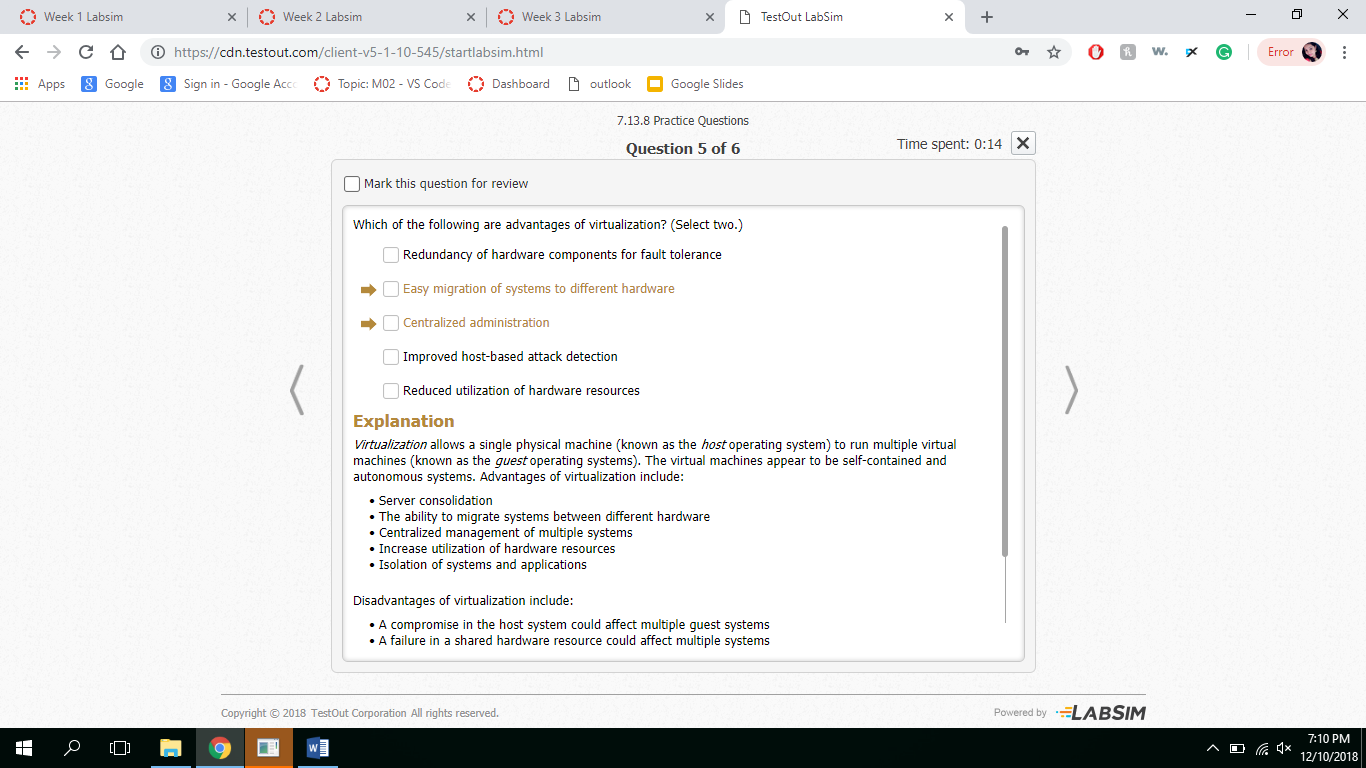 Week 1 Labsim
Week 2 Labsim
Week 3 Labsim
TestOut LabSim
https://cdn.testout.com/client-v5-1-10-545/startlabsim.html
Error
Apps
Google
Sign in - Google Acc
Topic: M02 - VS Code
Dashboard
outlook
Google Slides
7.13.8 Practice Questions
Question 5 of 6
Time spent: 0:14
Mark this question for review
Which of the following are advantages of virtualization? (Select two.)
Redundancy of hardware components for fault tolerance
Easy migration of systems to different hardware
Centralized administration
Improved host-based attack detection
Reduced utilization of hardware resources
Explanation
Virtualization allows a single physical machine (known as the host operating system) to run multiple virtual
machines (known as the guest operating systems). The virtual machines appear to be self-contained and
autonomous systems. Advantages of virtualization include:
• Server consolidation
• The ability to migrate systems between different hardware
• Centralized management of multiple systems
• Increase utilization of hardware resources
• Isolation of systems and applications
Disadvantages of virtualization include:
• A compromise in the host system could affect multiple guest systems
• A failure in a shared hardware resource could affect multiple systems
Copyright © 2018 TestOut Corporation All rights reserved.
Powered by LABSIM
7:10 PM
12/10/2018